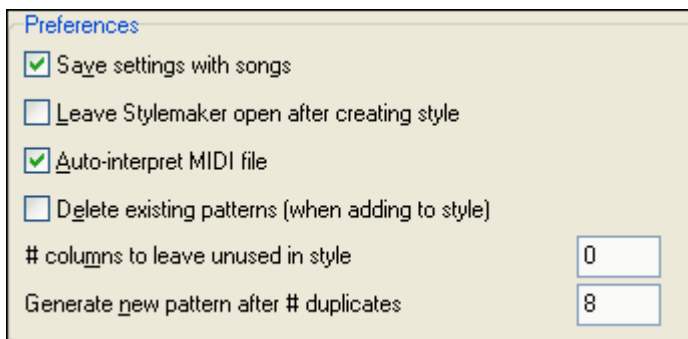 Preferences
Save settings with songs
Leave Stylemaker open after creating style
Auto-interpret MIDI file
Delete existing patterns (when adding to style)
# columns to leave unused in style 0
Generate new pattern after # duplicates 8